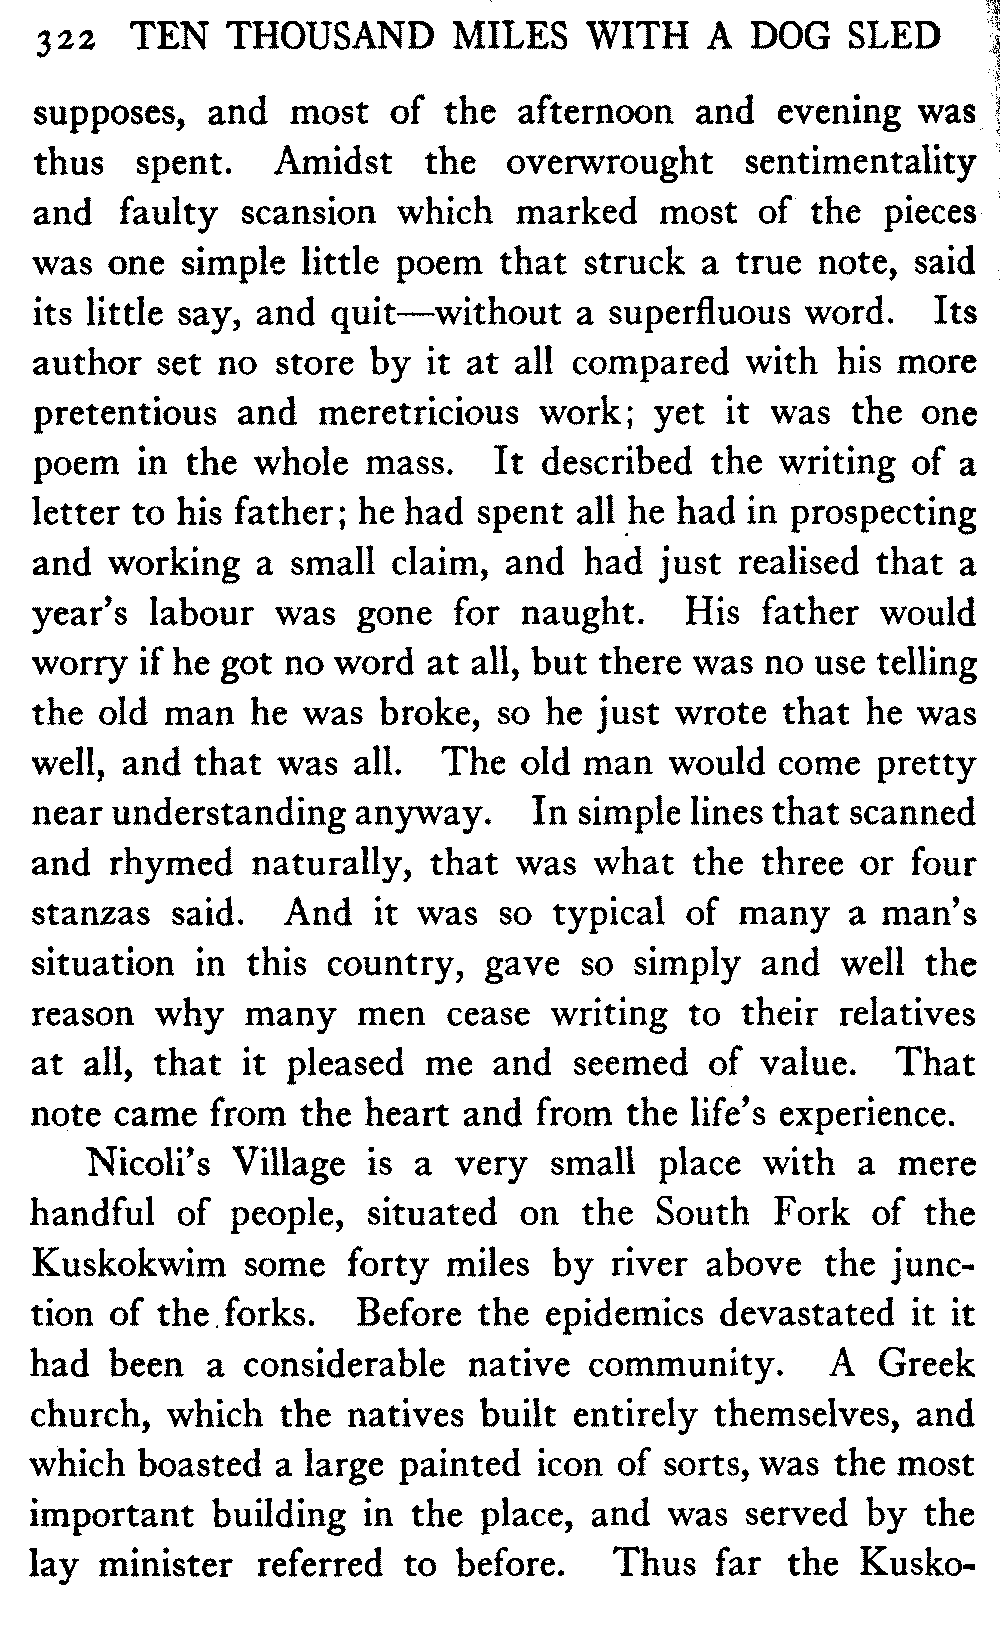 322 TEN THOUSAND MILES WITH A DOG SLED
supposes, and most of the afternoon and evening was
thus spent. Amidst the overwrought sentimentality
and faulty scansion which marked most of the pieces
was one simple little poem that struck a true note, said
its little say, and quit—without a superfluous word. Its
author set no store by it at all compared with his more
pretentious and meretricious work; yet it was the one
poem in the whole mass. It described the writing of a
letter to his father; he had spent all he had in prospecting
and working a small claim, and had just realised that a
year's labour was gone for naught. His father would
worry if he got no word at all, but there was no use telling
the old man he was broke, so he just wrote that he was
well, and that was all. The old man would come pretty
near understanding anyway. In simple lines that scanned
and rhymed naturally, that was what the three or four
stanzas said. And it was so typical of many a man's
situation in this country, gave so simply and well the
reason why many men cease writing to their relatives
at all, that it pleased me and seemed of value. That
note came from the heart and from the life's experience.
Nicoli's Village is a very small place with a mere
handful of people, situated on the South Fork of the
Kuskokwim some forty miles by river above the junc-
tion of the forks. Before the epidemics devastated it it
had been a considerable native community. A Greek
church, which the natives built entirely themselves, and
which boasted a large painted icon of sorts, was the most
important building in the place, and was served by the
lay minister referred to before. Thus far the Kusko-